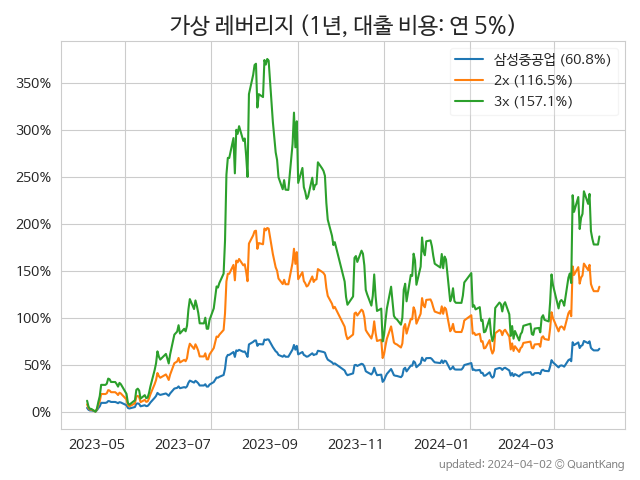 가상 레버리지 (1년, 대출 비용: 연 5%)
삼성중공업 (60.8%)
2x (116.5%)
3x (157.1%)
350%
300%
250%
200%
150%
100%
50%
0%
2023-05 2023-07 2023-09 2023-11 2024-01 2024-03
updated: 2024-04-02 © QuantKang